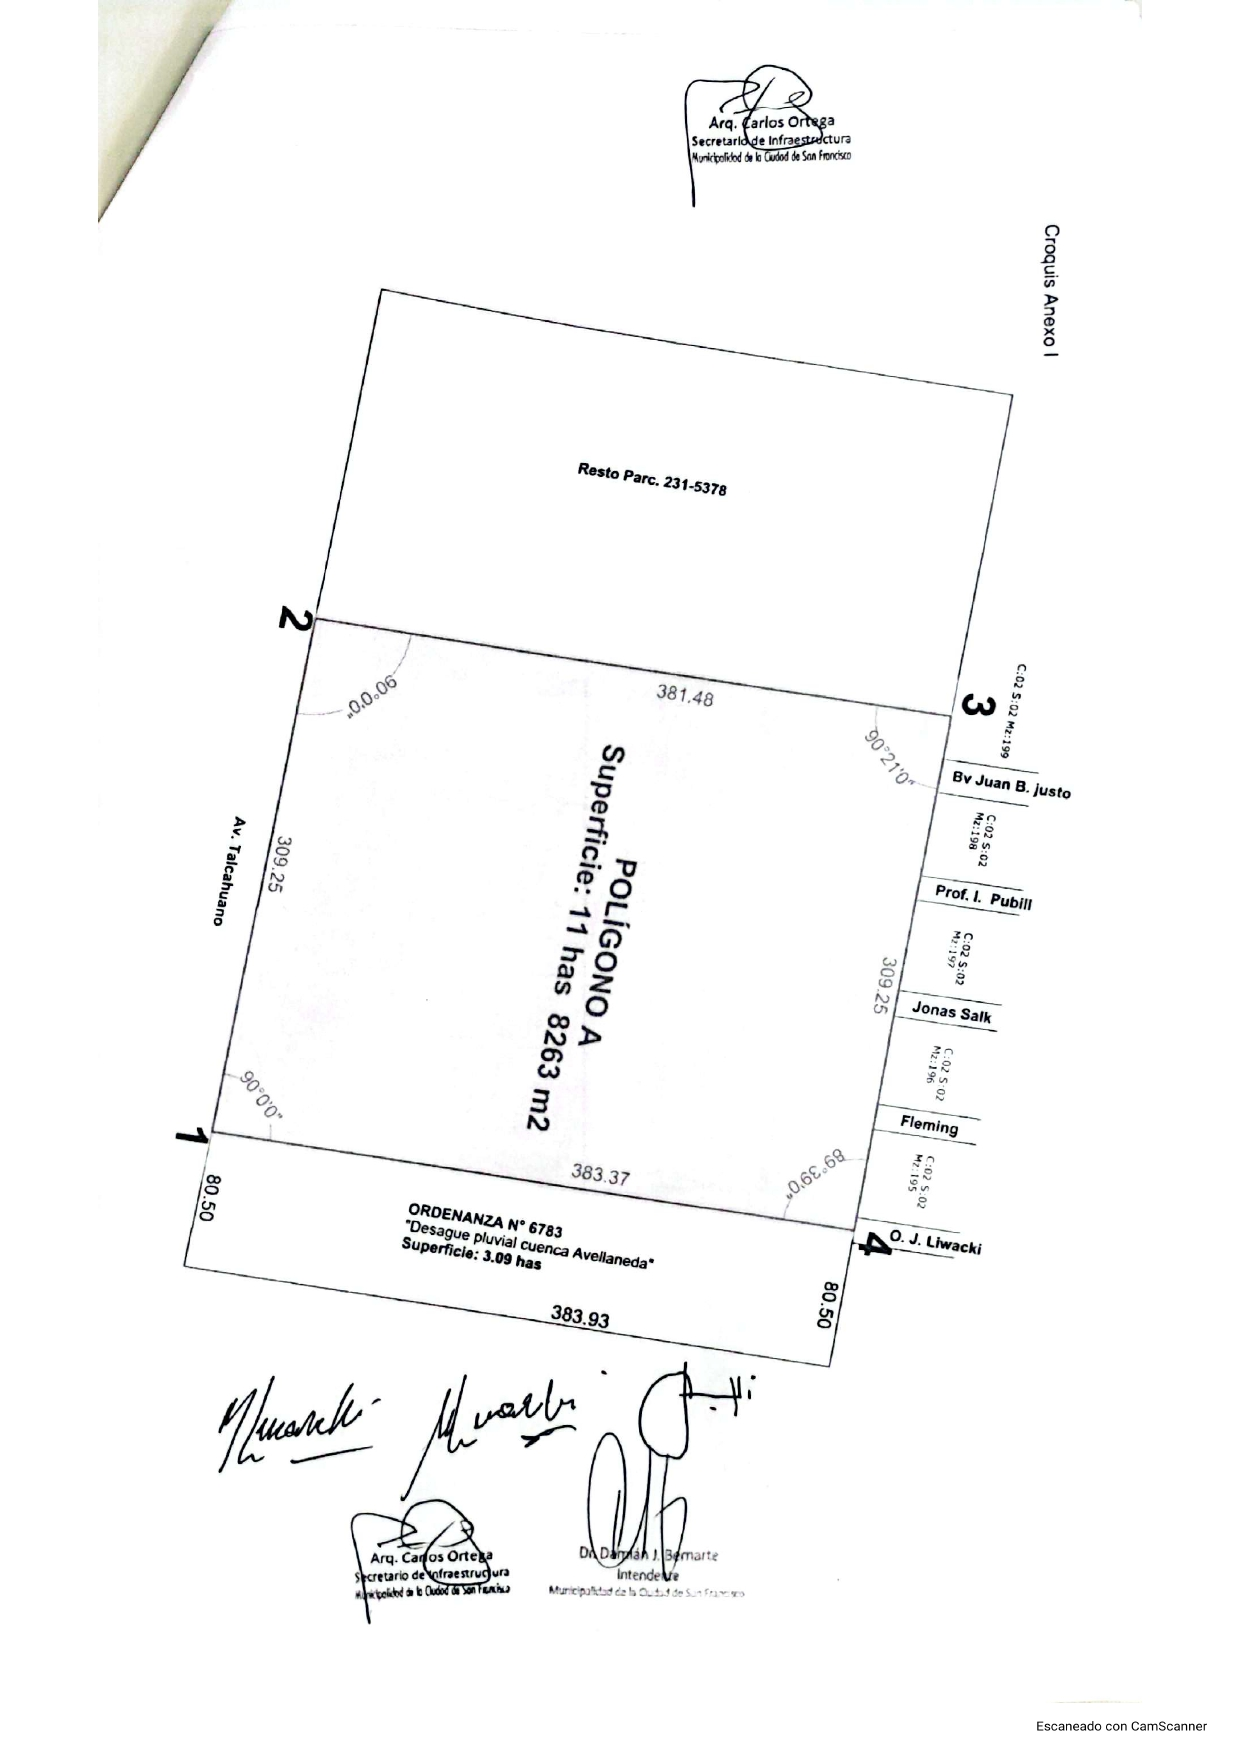 Arq. Carlos Ortega
Secretario de Infraestructura
Municipalidad de la Ciudad de San Francisco
Croquis Anexo I
Resto Parc. 231-5378
2
3
381.48
90°0'0"
90°21'0"
C:02 S:02 Mz:199
Bv Juan B. justo
C:02 S:02
Mz:198
Prof. I. Pubill
C:02 S:02
Mz:197
Jonas Salk
C:02 S:02
Mz:196
Fleming
C:02 S:02
Mz:195
O. J. Liwacki
309.25
POLÍGONO A
Superficie: 11 has 8263 m2
309.25
Av. Talcahuano
90°0'0"
89°39'0"
1
4
383.37
80.50
ORDENANZA N° 6783
"Desague pluvial cuenca Avellaneda"
Superficie: 3.09 has
80.50
383.93
Arq. Carlos Ortega
Secretario de Infraestructura
Municipalidad de la Ciudad de San Francisco
Dr. Damián J. Bernarte
Intendente
Municipalidad de la Ciudad de San Francisco
Escaneado con CamScanner